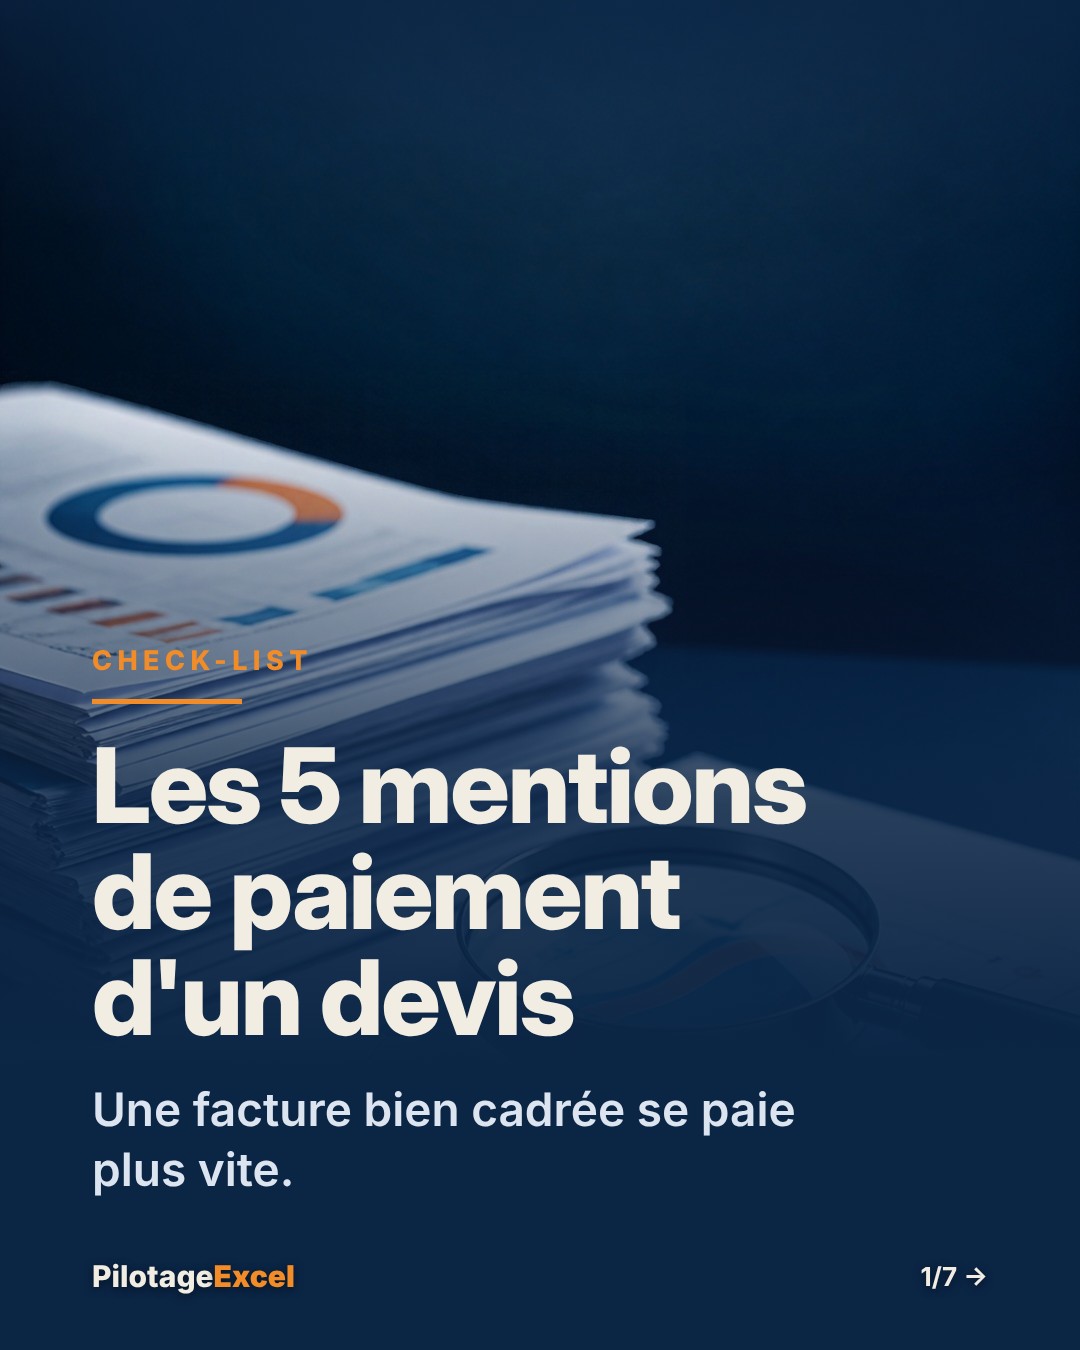 CHECK-LIST
Les 5 mentions
de paiement
d'un devis
Une facture bien cadrée se paie
plus vite.
PilotageExcel
1/7 →